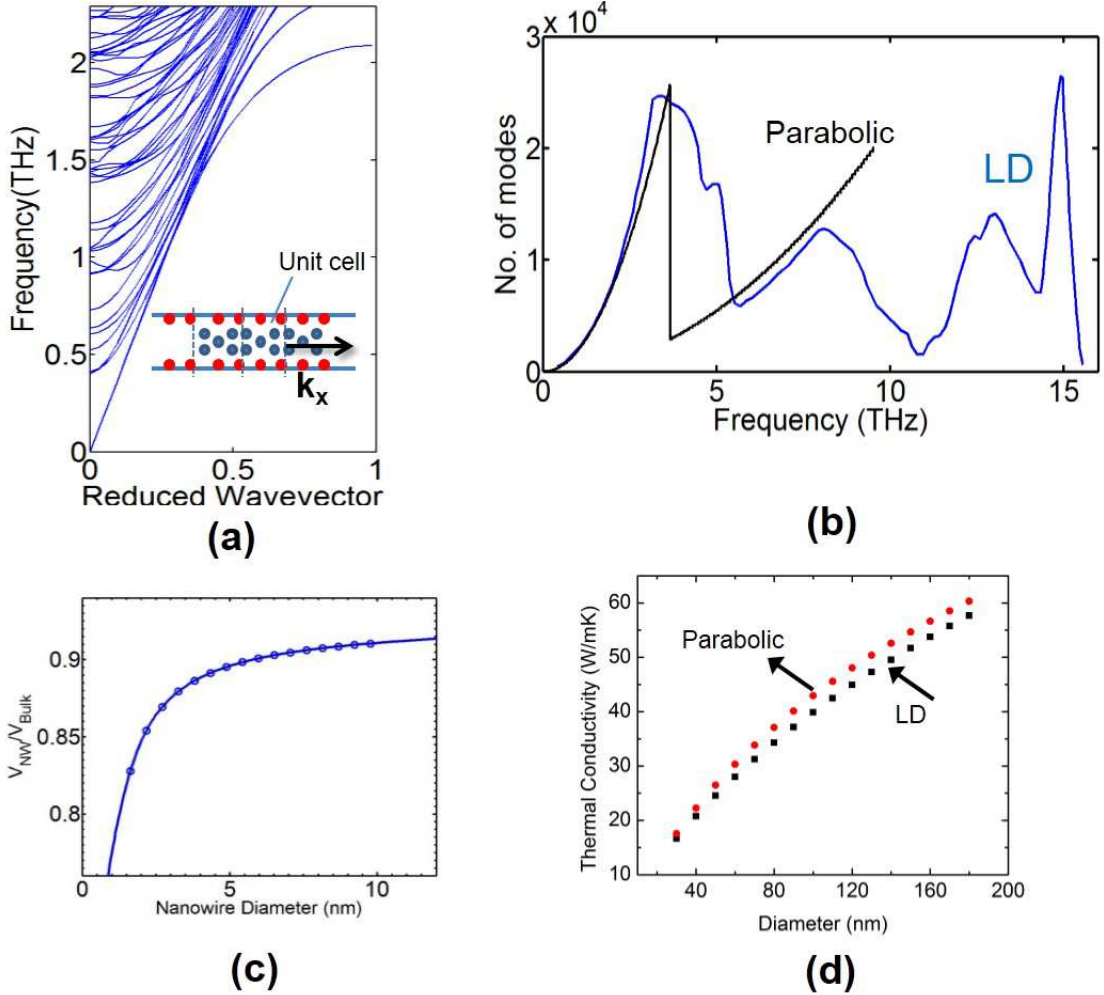 2
1.5
1
0.5
0
Frequency(THz)
Unit cell
kx
0 0.5 1
Reduced Wavevector
(a)
3 x 10^4
2
1
0
No. of modes
Parabolic
LD
0 5 10 15
Frequency (THz)
(b)
0.9
0.85
0.8
V_NW/V_Bulk
0 5 10
Nanowire Diameter (nm)
(c)
60
50
40
30
20
10
Thermal Conductivity (W/mK)
Parabolic
LD
40 80 120 160 200
Diameter (nm)
(d)